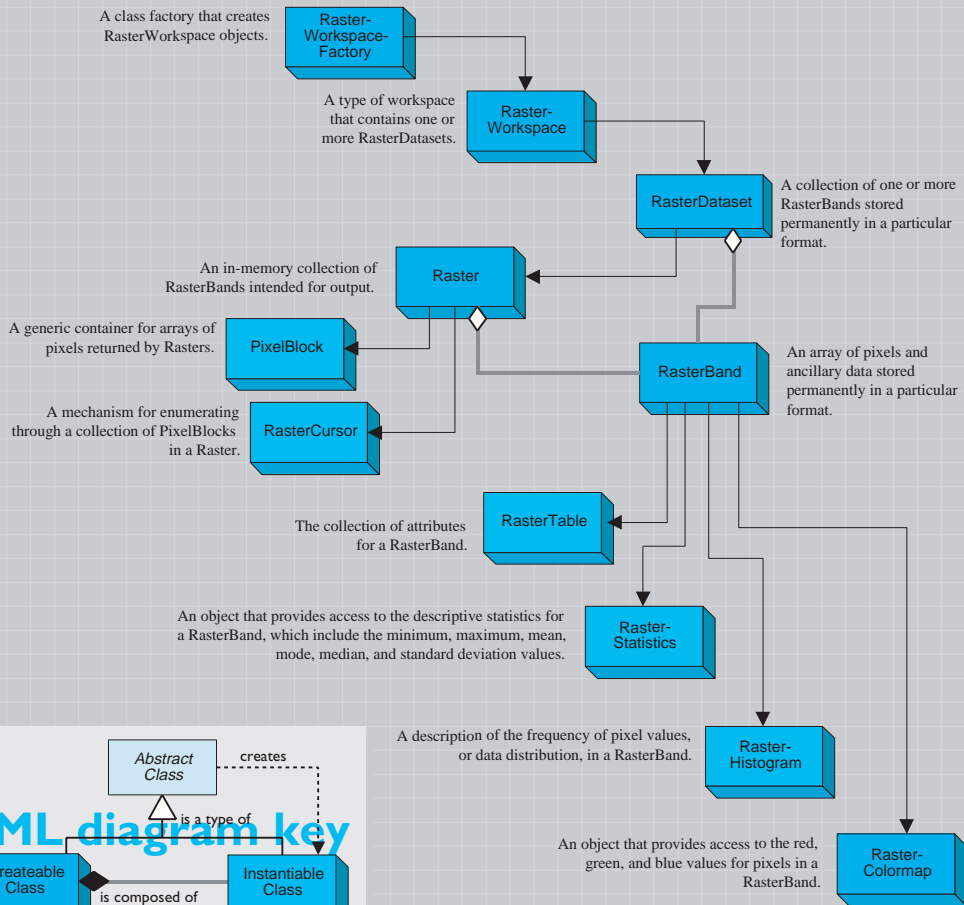 A class factory that creates
RasterWorkspace objects.
Raster-
Workspace-
Factory
A type of workspace
that contains one or
more RasterDatasets.
Raster-
Workspace
RasterDataset
A collection of one or more
RasterBands stored
permanently in a particular
format.
An in-memory collection of
RasterBands intended for output.
Raster
A generic container for arrays of
pixels returned by Rasters.
PixelBlock
RasterBand
An array of pixels and
ancillary data stored
permanently in a particular
format.
A mechanism for enumerating
through a collection of PixelBlocks
in a Raster.
RasterCursor
The collection of attributes
for a RasterBand.
RasterTable
An object that provides access to the descriptive statistics for
a RasterBand, which include the minimum, maximum, mean,
mode, median, and standard deviation values.
Raster-
Statistics
A description of the frequency of pixel values,
or data distribution, in a RasterBand.
Raster-
Histogram
An object that provides access to the red,
green, and blue values for pixels in a
RasterBand.
Raster-
Colormap
Abstract
Class
creates
is a type of
ML diagram key
reateable
Class
is composed of
Instantiable
Class